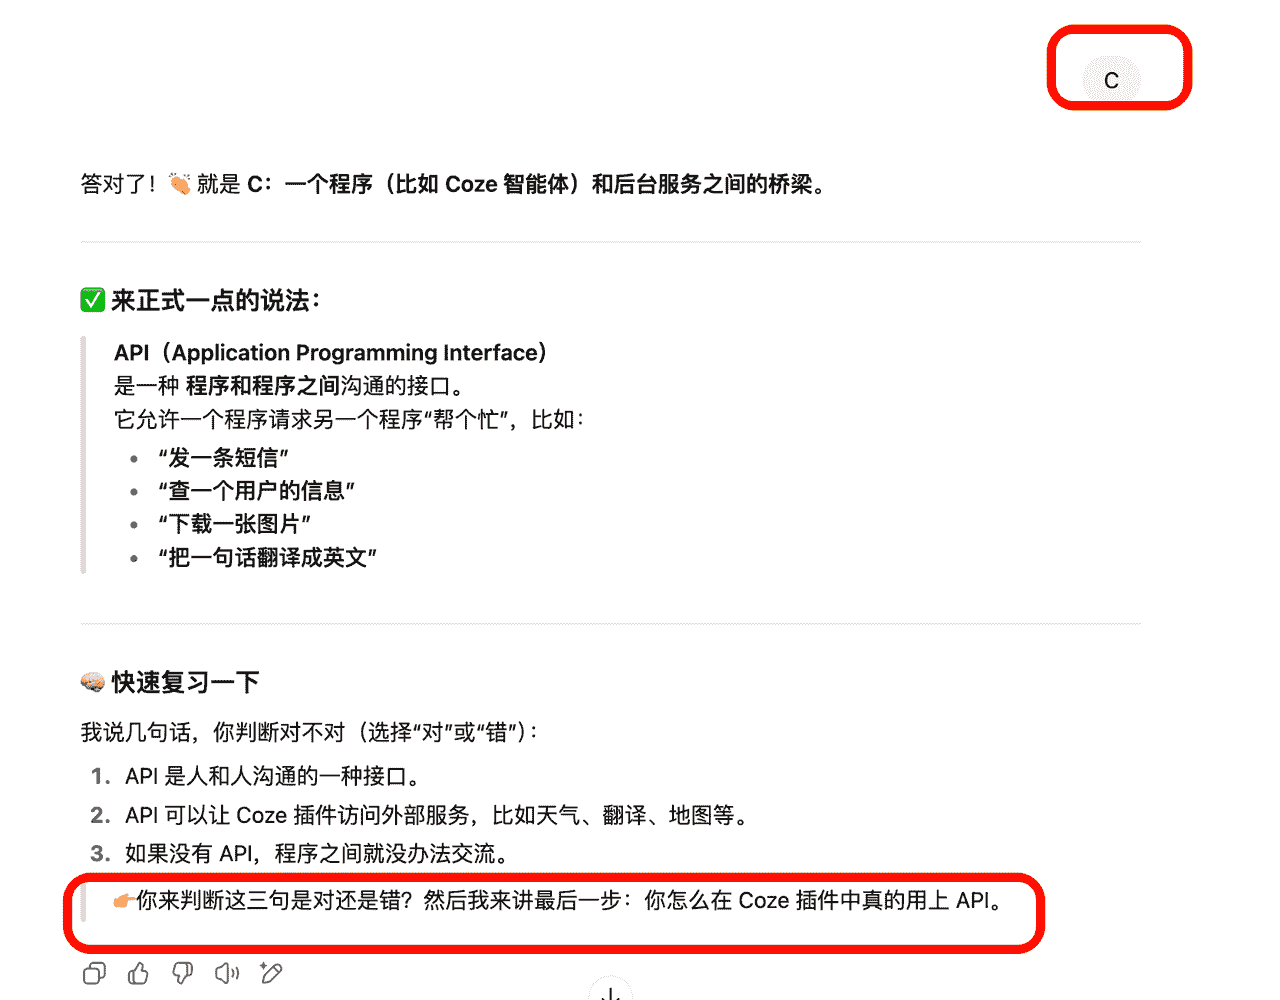 C
答对了！👏 就是 C：一个程序（比如 Coze 智能体）和后台服务之间的桥梁。
✅ 来正式一点的说法：
API（Application Programming Interface）
是一种 程序和程序之间沟通的接口。
它允许一个程序请求另一个程序“帮个忙”，比如：
• “发一条短信”
• “查一个用户的信息”
• “下载一张图片”
• “把一句话翻译成英文”
🧠 快速复习一下
我说几句话，你判断对不对（选择“对”或“错”）：
1. API 是人和人沟通的一种接口。
2. API 可以让 Coze 插件访问外部服务，比如天气、翻译、地图等。
3. 如果没有 API，程序之间就没办法交流。
👉你来判断这三句是对还是错？然后我来讲最后一步：你怎么在 Coze 插件中真的用上 API。